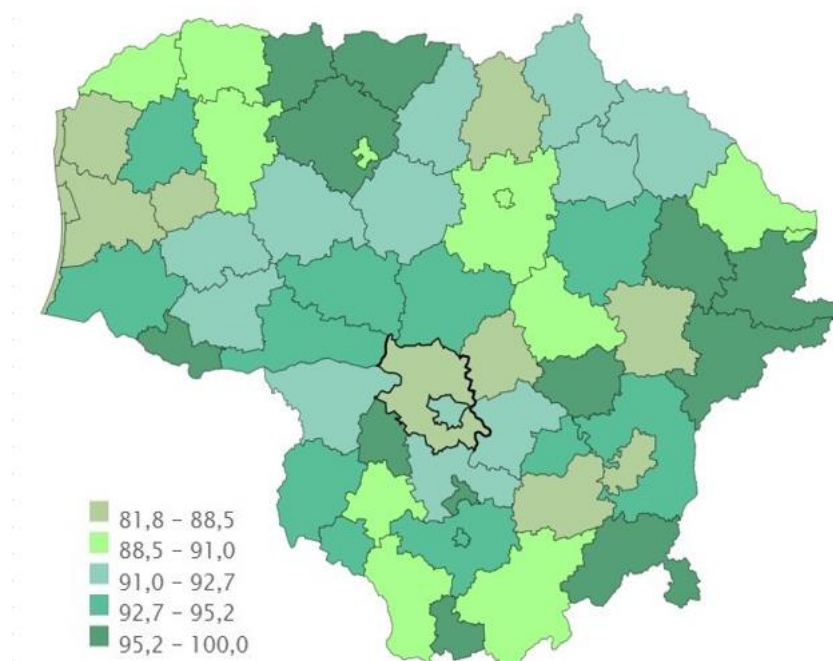 81,8 – 88,5
88,5 – 91,0
91,0 – 92,7
92,7 – 95,2
95,2 – 100,0